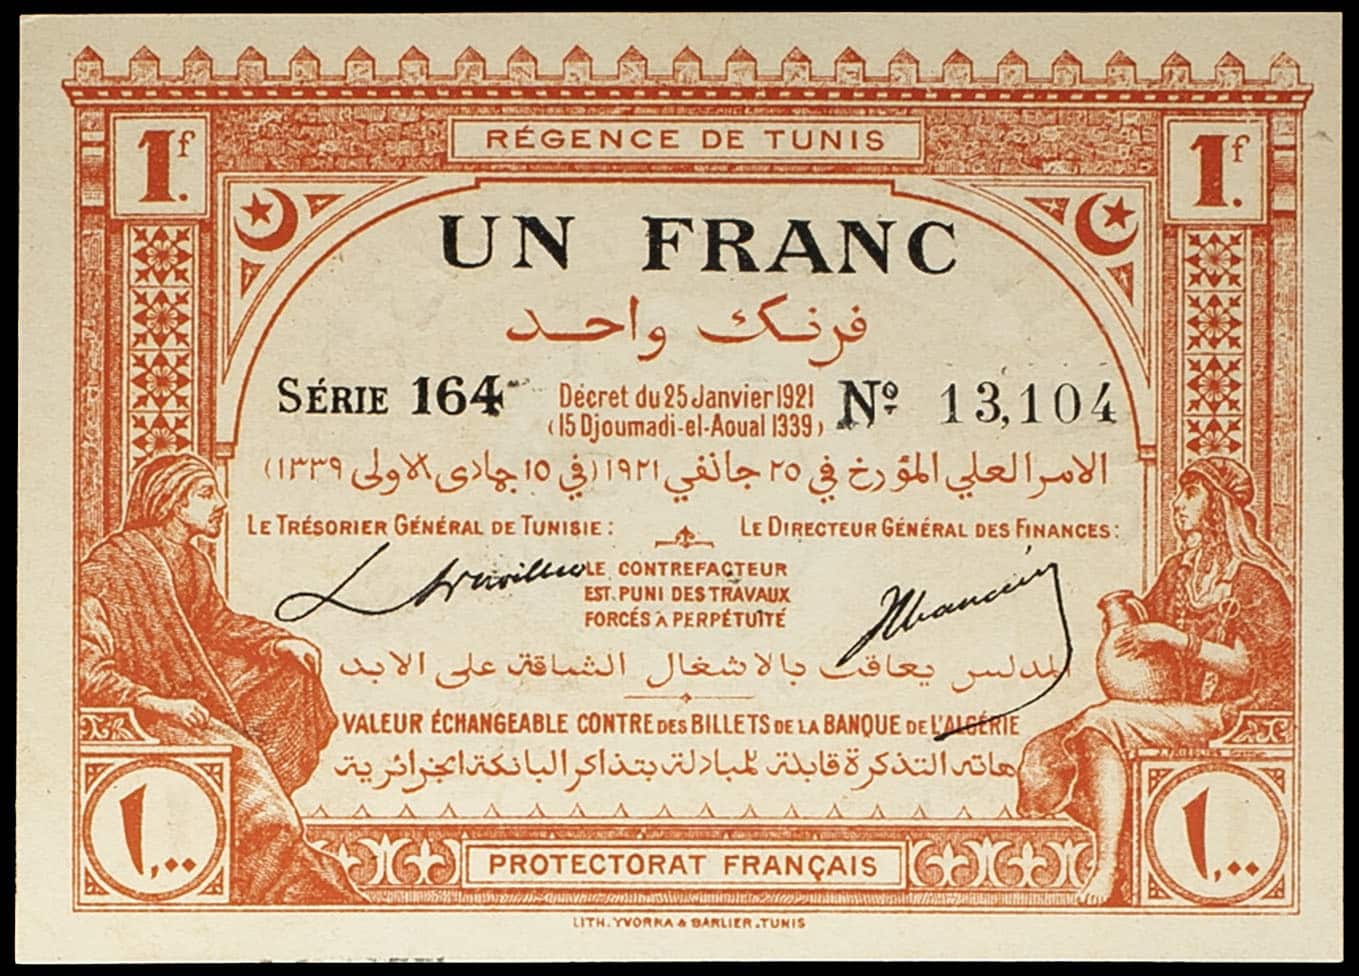 RÉGENCE DE TUNIS
1f.
1f.
UN FRANC
فرنك واحد
SÉRIE 164
Décret du 25 Janvier 1921
(15 Djoumadi-el-Aoual 1339)
Nº 13,104
الامر العلي المؤرخ في ٢٥ جانفي ١٩٢١ (في ١٥ جمادى الاولى ١٣٣٩)
LE TRÉSORIER GÉNÉRAL DE TUNISIE:
LE DIRECTEUR GÉNÉRAL DES FINANCES:
LE CONTREFACTEUR
EST PUNI DES TRAVAUX
FORCÉS À PERPÉTUITÉ
المدلس يعاقب بالاشغال الشاقة على الابد
VALEUR ÉCHANGEABLE CONTRE DES BILLETS DE LA BANQUE DE L'ALGÉRIE
هاته التذكرة قابلة للمبادلة بتذاكر البانكة الجزائرية
١,٠٠
١,٠٠
PROTECTORAT FRANÇAIS
LITH. YVORRA & BARLIER.TUNIS